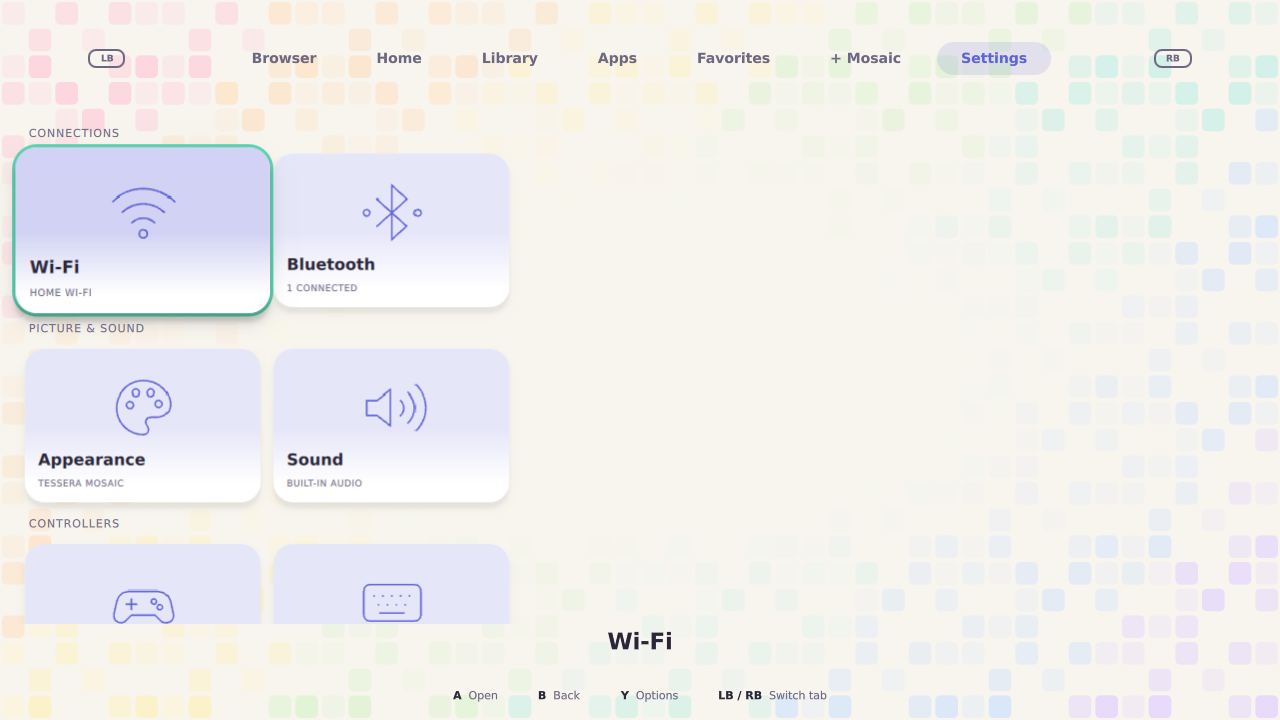 LB
Browser
Home
Library
Apps
Favorites
+ Mosaic
Settings
RB
CONNECTIONS
Wi-Fi
HOME WI-FI
Bluetooth
1 CONNECTED
PICTURE & SOUND
Appearance
TESSERA MOSAIC
Sound
BUILT-IN AUDIO
CONTROLLERS
Wi-Fi
A Open
B Back
Y Options
LB / RB Switch tab